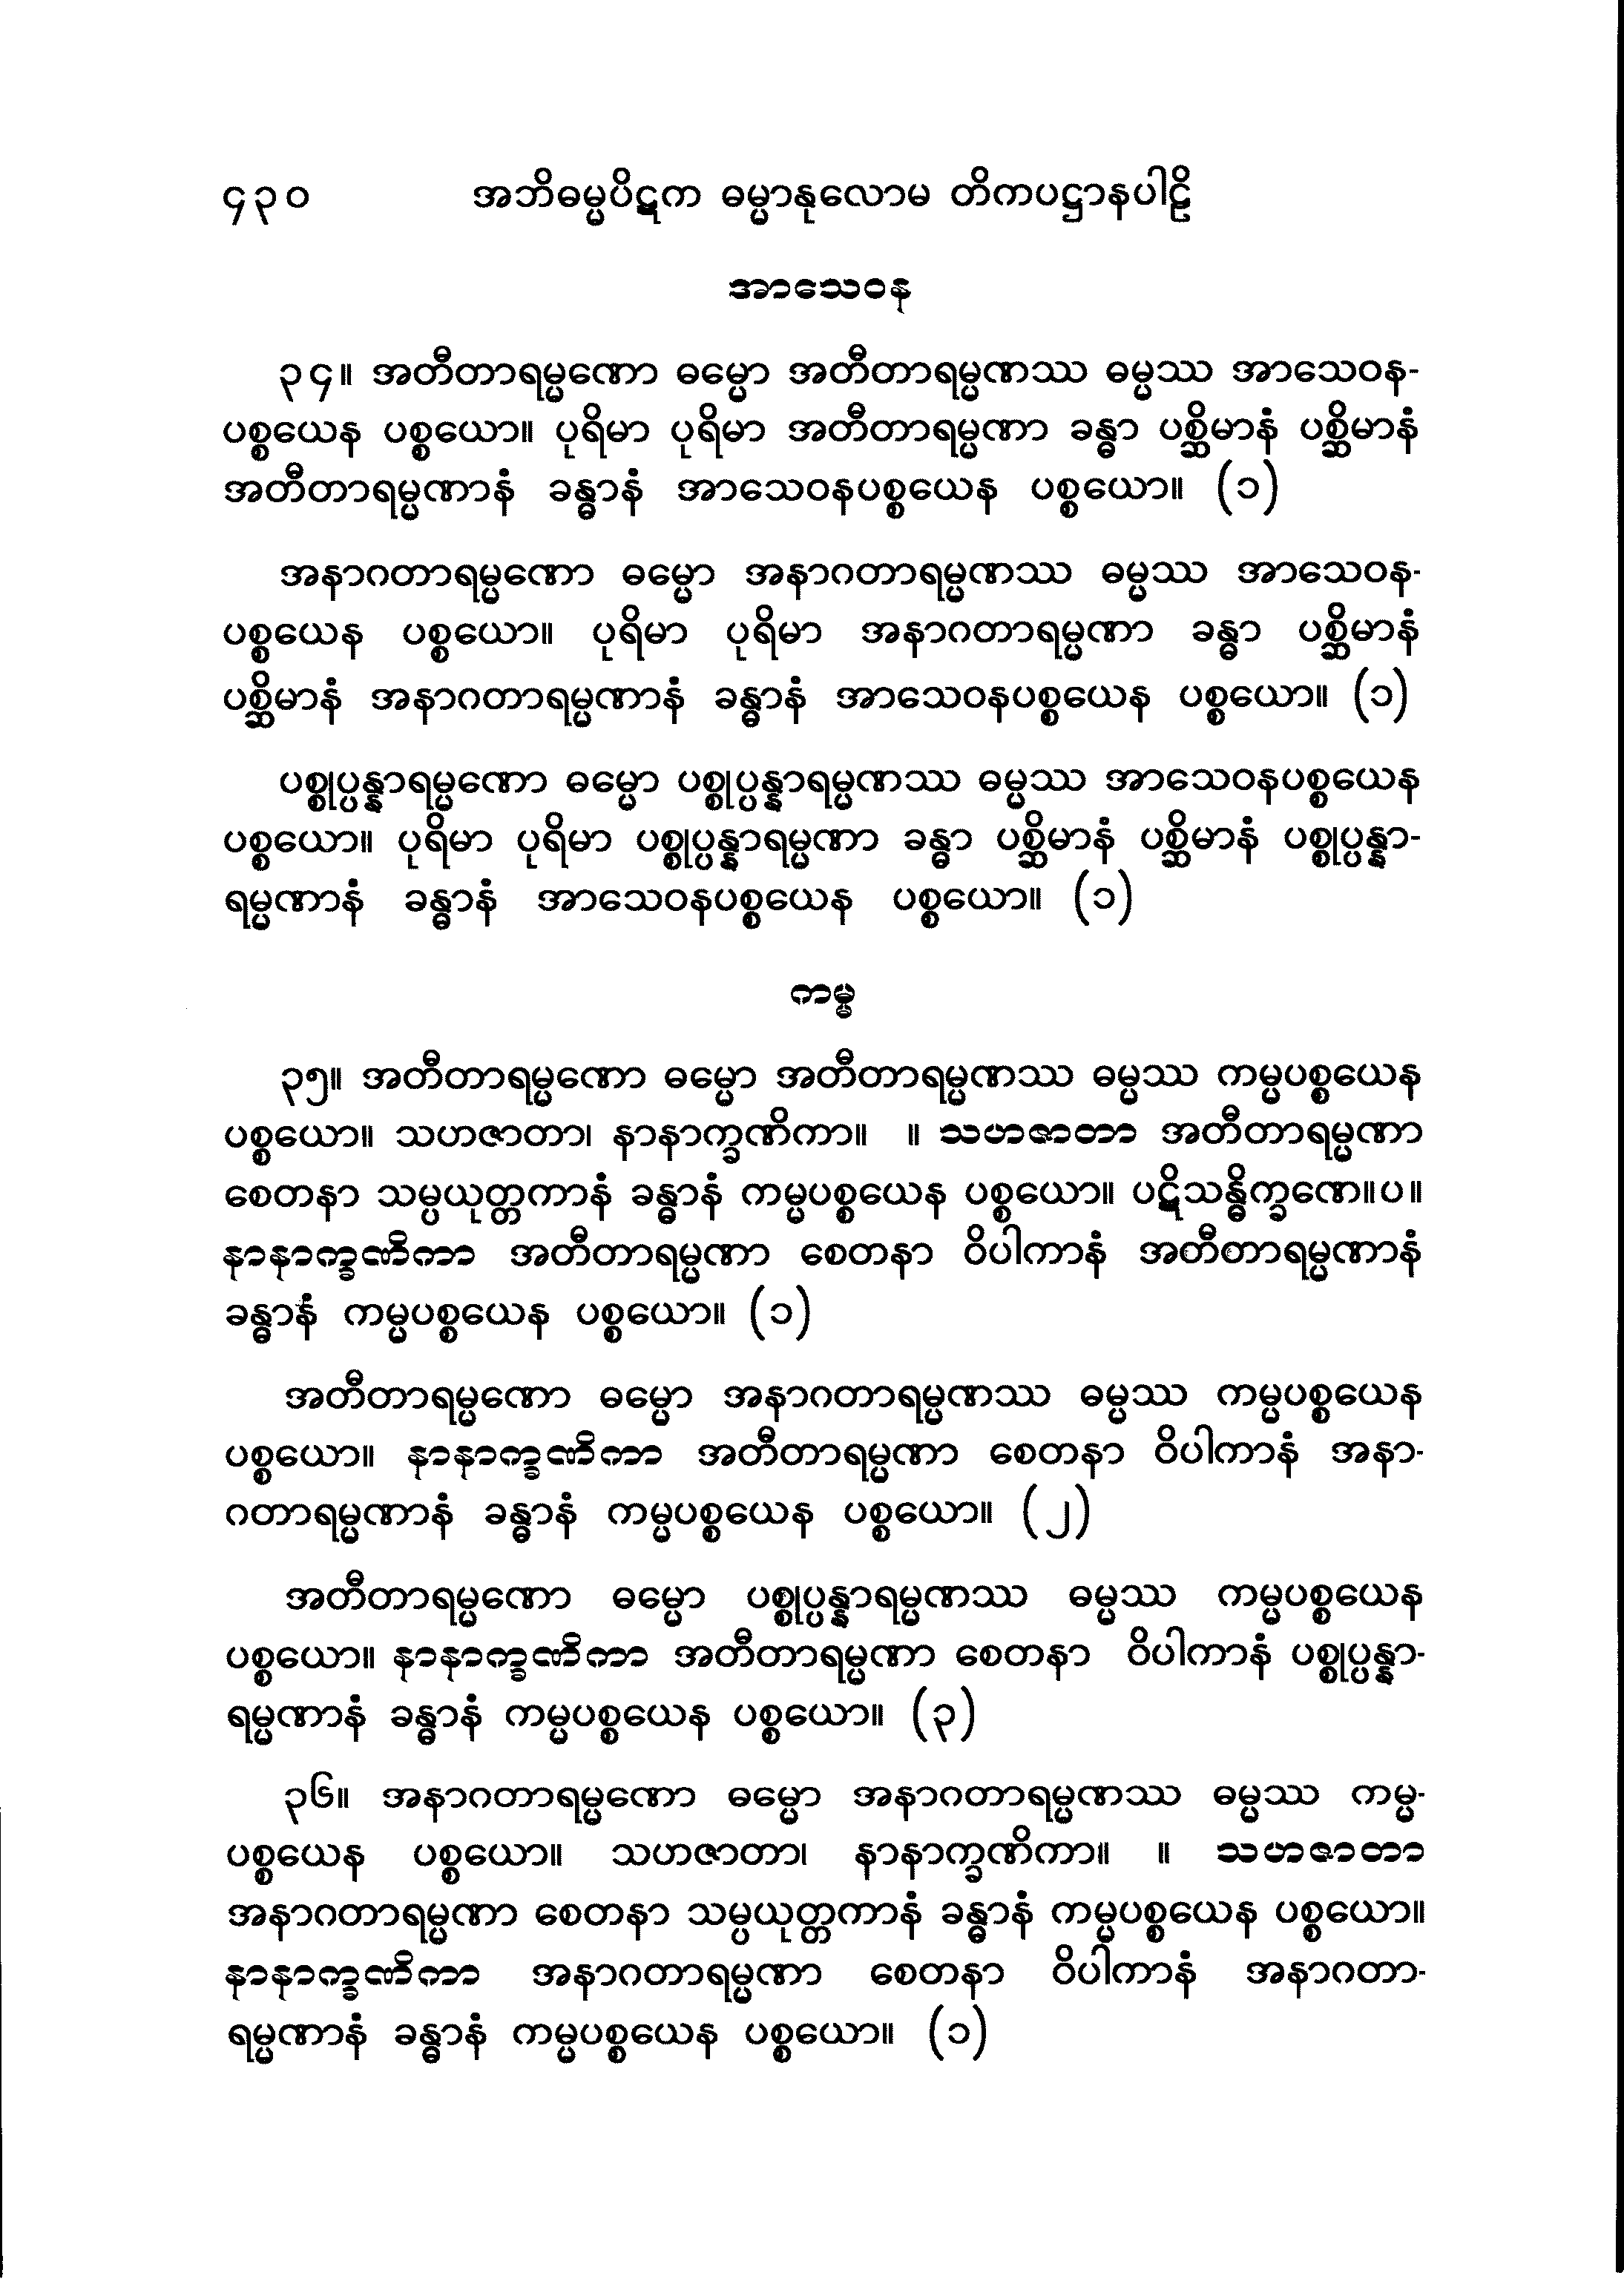 ၄၃၀ အဘိဓမ္မပိဋက ဓမ္မာနုလောမ တိကပဋ္ဌာနပါဠိ
အာသေဝန
၃၄။ အတီတာရမ္မဏော ဓမ္မော အတီတာရမ္မဏဿ ဓမ္မဿ အာသေဝန-
ပစ္စယေန ပစ္စယော။ ပုရိမာ ပုရိမာ အတီတာရမ္မဏာ ခန္ဓာ ပစ္ဆိမာနံ ပစ္ဆိမာနံ
အတီတာရမ္မဏာနံ ခန္ဓာနံ အာသေဝနပစ္စယေန ပစ္စယော။ (၁)
အနာဂတာရမ္မဏော ဓမ္မော အနာဂတာရမ္မဏဿ ဓမ္မဿ အာသေဝန-
ပစ္စယေန ပစ္စယော။ ပုရိမာ ပုရိမာ အနာဂတာရမ္မဏာ ခန္ဓာ ပစ္ဆိမာနံ
ပစ္ဆိမာနံ အနာဂတာရမ္မဏာနံ ခန္ဓာနံ အာသေဝနပစ္စယေန ပစ္စယော။ (၁)
ပစ္စုပ္ပန္နာရမ္မဏော ဓမ္မော ပစ္စုပ္ပန္နာရမ္မဏဿ ဓမ္မဿ အာသေဝနပစ္စယေန
ပစ္စယော။ ပုရိမာ ပုရိမာ ပစ္စုပ္ပန္နာရမ္မဏာ ခန္ဓာ ပစ္ဆိမာနံ ပစ္ဆိမာနံ ပစ္စုပ္ပန္နာ-
ရမ္မဏာနံ ခန္ဓာနံ အာသေဝနပစ္စယေန ပစ္စယော။ (၁)
ကမ္မ
၃၅။ အတီတာရမ္မဏော ဓမ္မော အတီတာရမ္မဏဿ ဓမ္မဿ ကမ္မပစ္စယေန
ပစ္စယော။ သဟဇာတာ၊ နာနာက္ခဏိကာ။ ။ သဟဇာတာ အတီတာရမ္မဏာ
စေတနာ သမ္ပယုတ္တကာနံ ခန္ဓာနံ ကမ္မပစ္စယေန ပစ္စယော။ ပဋိသန္ဓိက္ခဏေ။ပ။
နာနာက္ခဏိကာ အတီတာရမ္မဏာ စေတနာ ဝိပါကာနံ အတီတာရမ္မဏာနံ
ခန္ဓာနံ ကမ္မပစ္စယေန ပစ္စယော။ (၁)
အတီတာရမ္မဏော ဓမ္မော အနာဂတာရမ္မဏဿ ဓမ္မဿ ကမ္မပစ္စယေန
ပစ္စယော။ နာနာက္ခဏိကာ အတီတာရမ္မဏာ စေတနာ ဝိပါကာနံ အနာ-
ဂတာရမ္မဏာနံ ခန္ဓာနံ ကမ္မပစ္စယေန ပစ္စယော။ (၂)
အတီတာရမ္မဏော ဓမ္မော ပစ္စုပ္ပန္နာရမ္မဏဿ ဓမ္မဿ ကမ္မပစ္စယေန
ပစ္စယော။ နာနာက္ခဏိကာ အတီတာရမ္မဏာ စေတနာ ဝိပါကာနံ ပစ္စုပ္ပန္နာ-
ရမ္မဏာနံ ခန္ဓာနံ ကမ္မပစ္စယေန ပစ္စယော။ (၃)
၃၆။ အနာဂတာရမ္မဏော ဓမ္မော အနာဂတာရမ္မဏဿ ဓမ္မဿ ကမ္မ-
ပစ္စယေန ပစ္စယော။ သဟဇာတာ၊ နာနာက္ခဏိကာ။ ။ သဟဇာတာ
အနာဂတာရမ္မဏာ စေတနာ သမ္ပယုတ္တကာနံ ခန္ဓာနံ ကမ္မပစ္စယေန ပစ္စယော။
နာနာက္ခဏိကာ အနာဂတာရမ္မဏာ စေတနာ ဝိပါကာနံ အနာဂတာ-
ရမ္မဏာနံ ခန္ဓာနံ ကမ္မပစ္စယေန ပစ္စယော။ (၁)